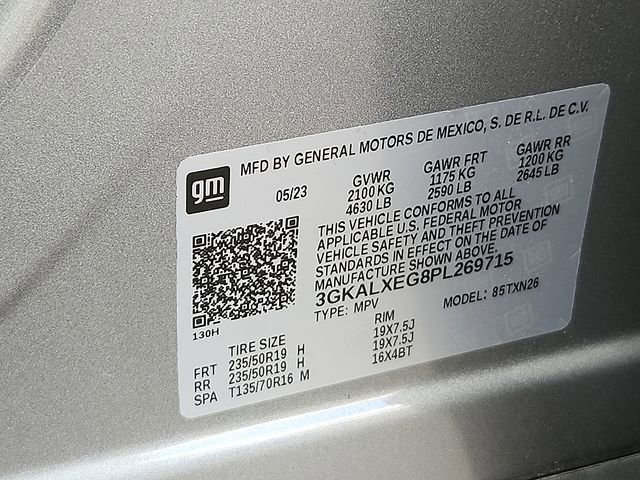 gm
MFD BY GENERAL MOTORS DE MEXICO, S. DE R.L. DE C.V.
05/23
GVWR
2100 KG
4630 LB
GAWR FRT
1175 KG
2590 LB
GAWR RR
1200 KG
2645 LB
THIS VEHICLE CONFORMS TO ALL
APPLICABLE U.S. FEDERAL MOTOR
VEHICLE SAFETY AND THEFT PREVENTION
STANDARDS IN EFFECT ON THE DATE OF
MANUFACTURE SHOWN ABOVE.
3GKALXEG8PL269715
TYPE: MPV MODEL: 85TXN26
130H
TIRE SIZE RIM
FRT 235/50R19 H 19X7.5J
RR 235/50R19 H 19X7.5J
SPA T135/70R16 M 16X4BT